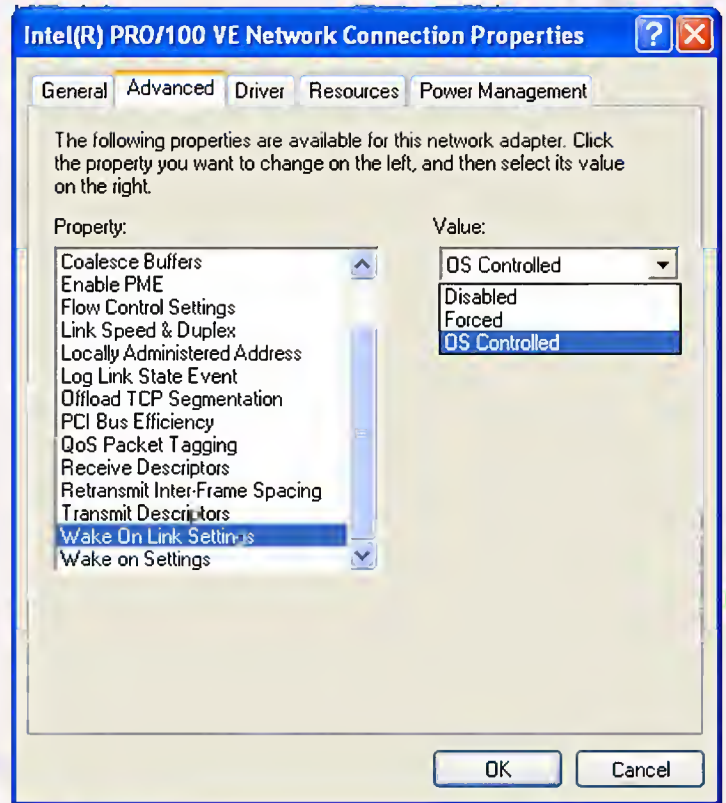 Intel(R) PRO/100 VE Network Connection Properties
General Advanced Driver Resources Power Management
The following properties are available for this network adapter. Click
the property you want to change on the left, and then select its value
on the right.
Property:
Coalesce Buffers
Enable PME
Flow Control Settings
Link Speed & Duplex
Locally Administered Address
Log Link State Event
Offload TCP Segmentation
PCI Bus Efficiency
QoS Packet Tagging
Receive Descriptors
Retransmit Inter-Frame Spacing
Transmit Descriptors
Wake On Link Settings
Wake on Settings
Value:
OS Controlled
Disabled
Forced
OS Controlled
OK Cancel